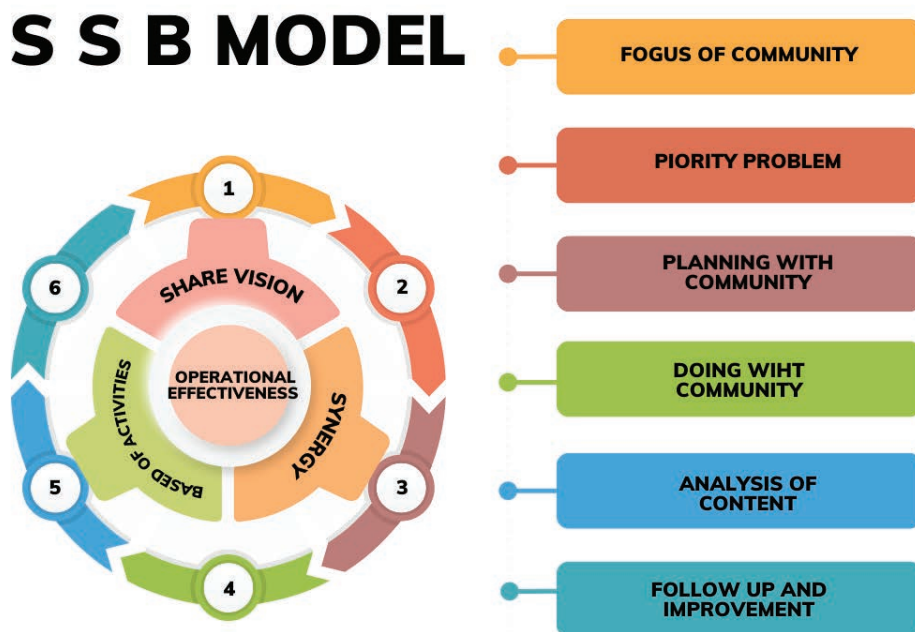 S S B MODEL
1
2
3
4
5
6
SHARE VISION
SYNERGY
BASED OF ACTIVITIES
OPERATIONAL
EFFECTIVENESS
FOGUS OF COMMUNITY
PIORITY PROBLEM
PLANNING WITH
COMMUNITY
DOING WIHT
COMMUNITY
ANALYSIS OF
CONTENT
FOLLOW UP AND
IMPROVEMENT